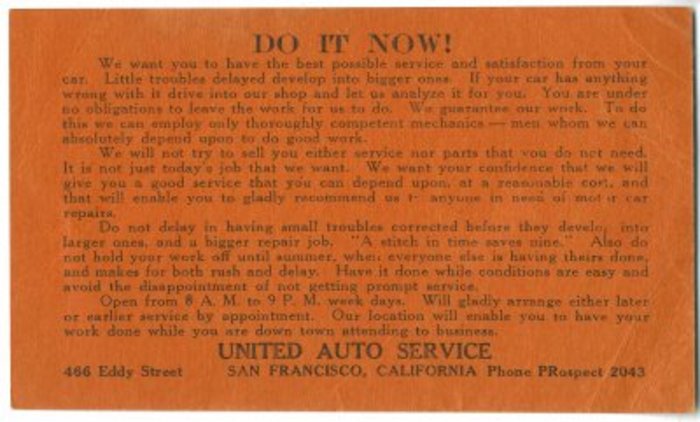 DO IT NOW!
We want you to have the best possible service and satisfaction from your
car. Little troubles delayed develop into bigger ones. If your car has anything
wrong with it drive into our shop and let us analyze it for you. You are under
no obligations to leave the work for us to do. We guarantee our work. To do
this we can employ only thoroughly competent mechanics — men whom we can
absolutely depend upon to do good work.
We will not try to sell you either service nor parts that you do not need.
It is not just today's job that we want. We want your confidence that we will
give you a good service that you can depend upon, at a reasonable cost, and
that will enable you to gladly recommend us to anyone in need of motor car
repairs.
Do not delay in having small troubles corrected before they develop into
larger ones, and a bigger repair job. "A stitch in time saves nine." Also do
not hold your work off until summer, when everyone else is having theirs done,
and makes for both rush and delay. Have it done while conditions are easy and
avoid the disappointment of not getting prompt service.
Open from 8 A. M. to 9 P. M. week days. Will gladly arrange either later
or earlier service by appointment. Our location will enable you to have your
work done while you are down town attending to business.
UNITED AUTO SERVICE
466 Eddy Street SAN FRANCISCO, CALIFORNIA Phone PRospect 2043